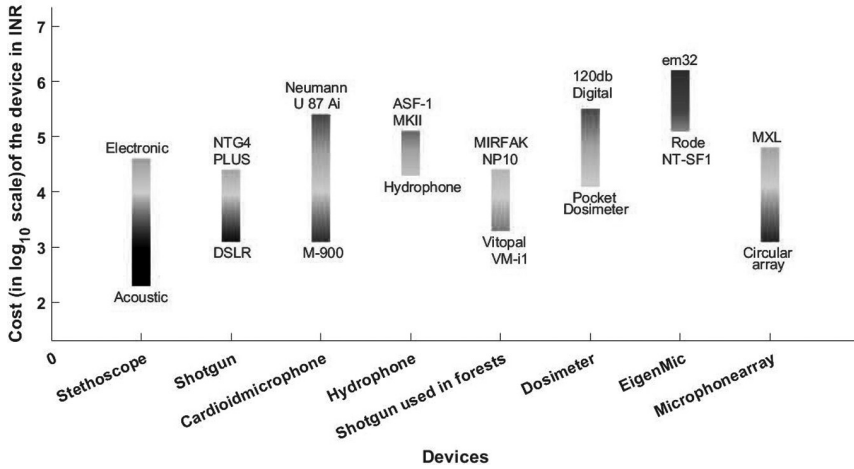 Cost (in log10 scale)of the device in INR
7
6
5
4
3
2
0
Electronic
Acoustic
NTG4
PLUS
DSLR
Neumann
U 87 Ai
M-900
ASF-1
MKII
Hydrophone
MIRFAK
NP10
Vitopal
VM-i1
120db
Digital
Pocket
Dosimeter
em32
Rode
NT-SF1
MXL
Circular
array
Stethoscope
Shotgun
Cardioidmicrophone
Hydrophone
Shotgun used in forests
Dosimeter
EigenMic
Microphonearray
Devices